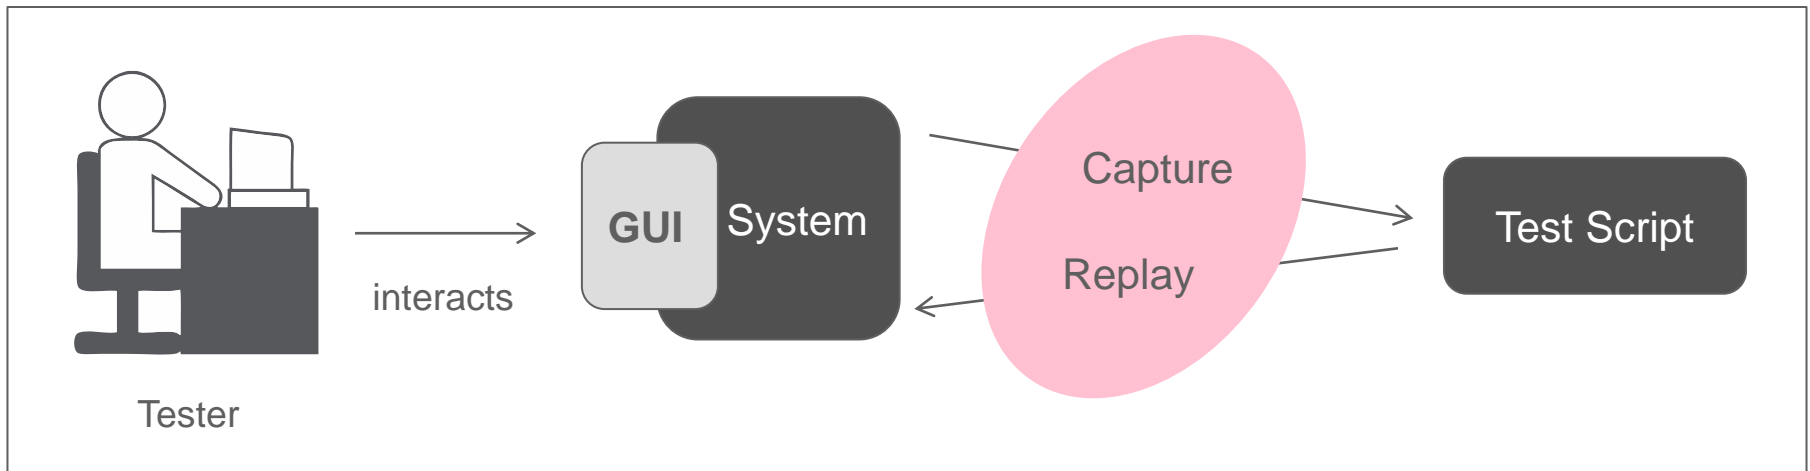 Tester
interacts
GUI
System
Capture
Replay
Test Script